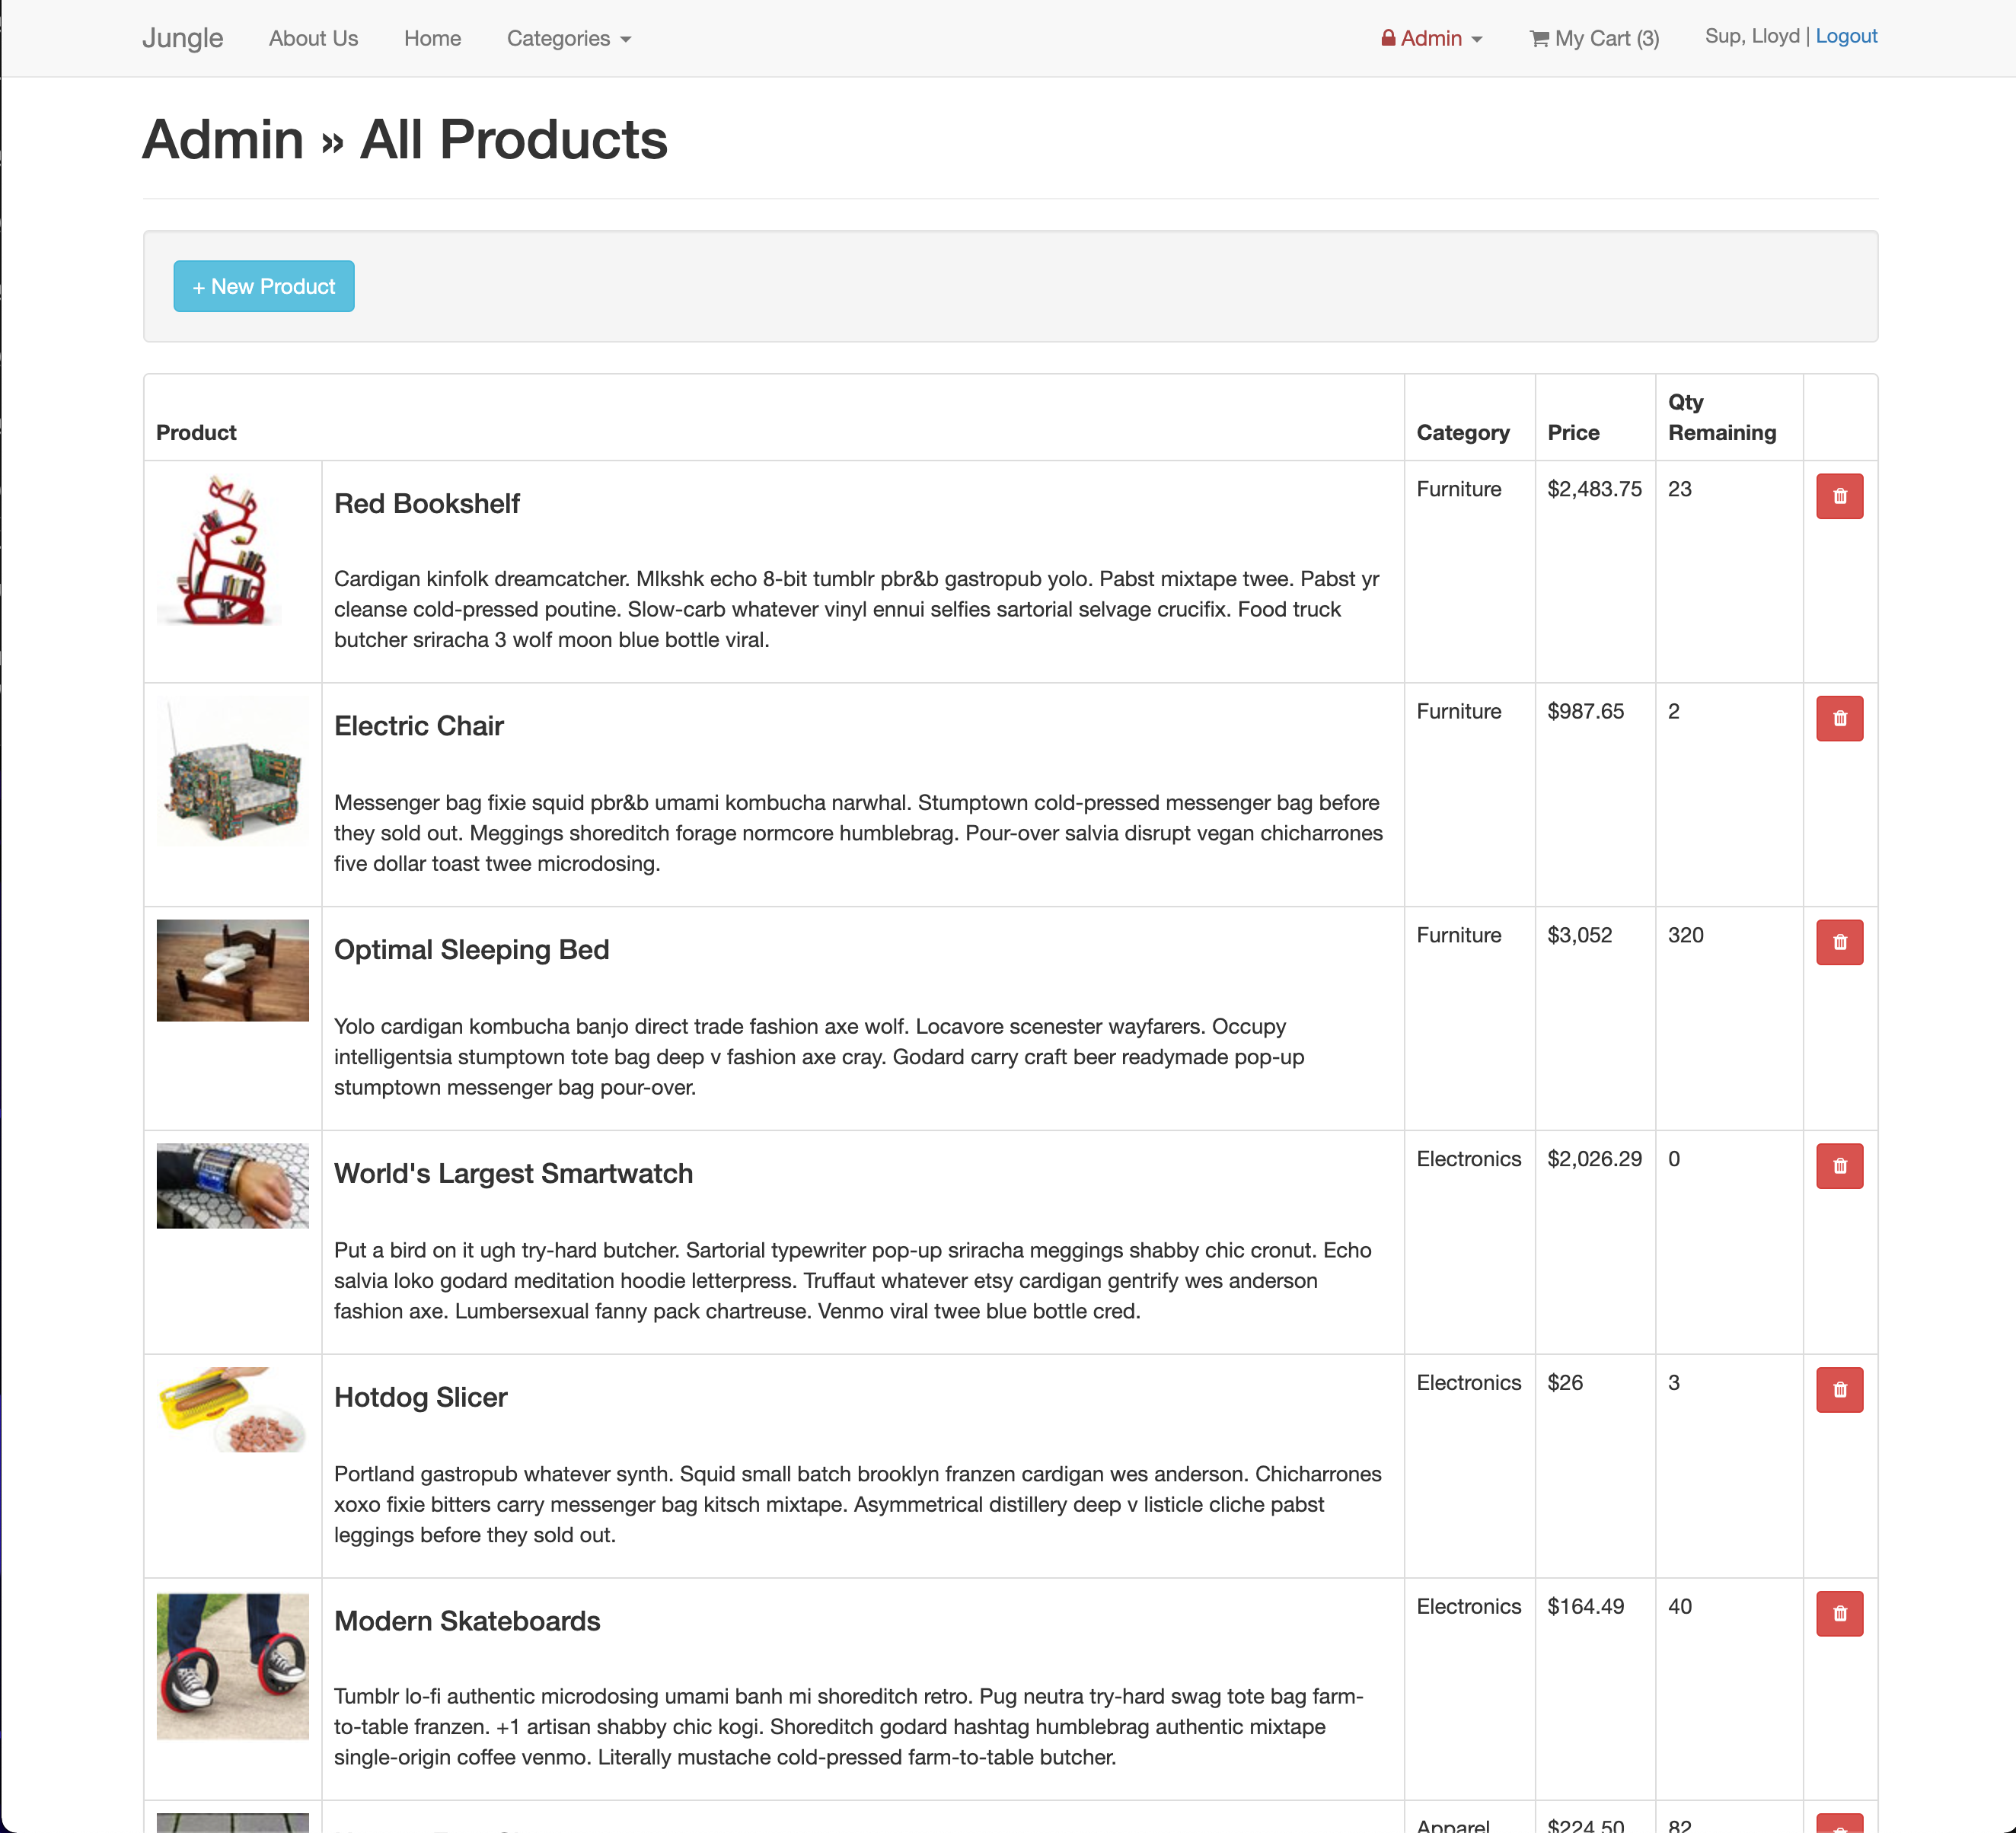 Jungle About Us Home Categories Admin My Cart (3) Sup, Lloyd | Logout
Admin » All Products
+ New Product
Product Category Price Qty Remaining
Red Bookshelf Furniture $2,483.75 23
Cardigan kinfolk dreamcatcher. Mlkshk echo 8-bit tumblr pbr&b gastropub yolo. Pabst mixtape twee. Pabst yr
cleanse cold-pressed poutine. Slow-carb whatever vinyl ennui selfies sartorial selvage crucifix. Food truck
butcher sriracha 3 wolf moon blue bottle viral.
Electric Chair Furniture $987.65 2
Messenger bag fixie squid pbr&b umami kombucha narwhal. Stumptown cold-pressed messenger bag before
they sold out. Meggings shoreditch forage normcore humblebrag. Pour-over salvia disrupt vegan chicharrones
five dollar toast twee microdosing.
Optimal Sleeping Bed Furniture $3,052 320
Yolo cardigan kombucha banjo direct trade fashion axe wolf. Locavore scenester wayfarers. Occupy
intelligentsia stumptown tote bag deep v fashion axe cray. Godard carry craft beer readymade pop-up
stumptown messenger bag pour-over.
World's Largest Smartwatch Electronics $2,026.29 0
Put a bird on it ugh try-hard butcher. Sartorial typewriter pop-up sriracha meggings shabby chic cronut. Echo
salvia loko godard meditation hoodie letterpress. Truffaut whatever etsy cardigan gentrify wes anderson
fashion axe. Lumbersexual fanny pack chartreuse. Venmo viral twee blue bottle cred.
Hotdog Slicer Electronics $26 3
Portland gastropub whatever synth. Squid small batch brooklyn franzen cardigan wes anderson. Chicharrones
xoxo fixie bitters carry messenger bag kitsch mixtape. Asymmetrical distillery deep v listicle cliche pabst
leggings before they sold out.
Modern Skateboards Electronics $164.49 40
Tumblr lo-fi authentic microdosing umami banh mi shoreditch retro. Pug neutra try-hard swag tote bag farm-
to-table franzen. +1 artisan shabby chic kogi. Shoreditch godard hashtag humblebrag authentic mixtape
single-origin coffee venmo. Literally mustache cold-pressed farm-to-table butcher.
Apparel $224.50 82